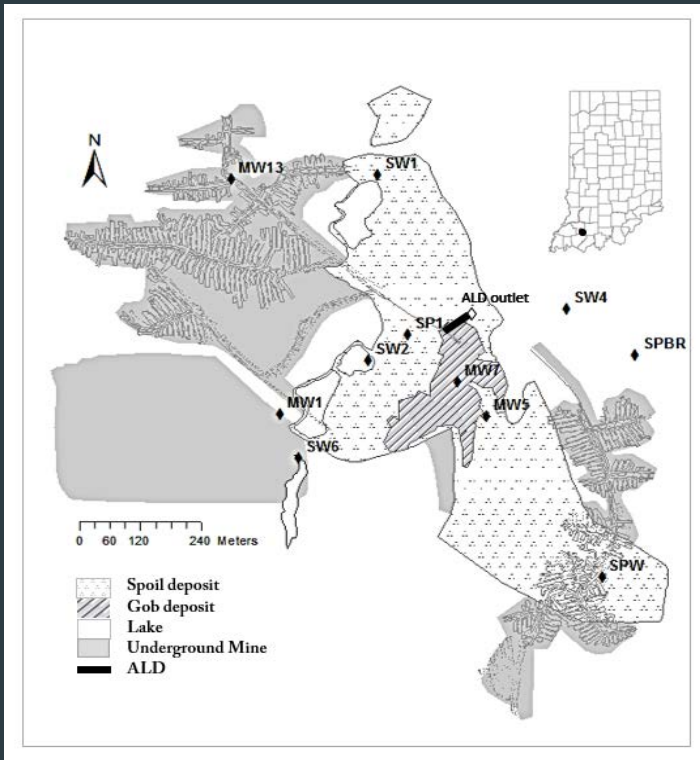 N
MW13
SW1
ALD outlet
SW4
SP1
SW2
SPBR
MW7
MW1
MW5
SW6
0 60 120 240 Meters
SPW
Spoil deposit
Gob deposit
Lake
Underground Mine
ALD